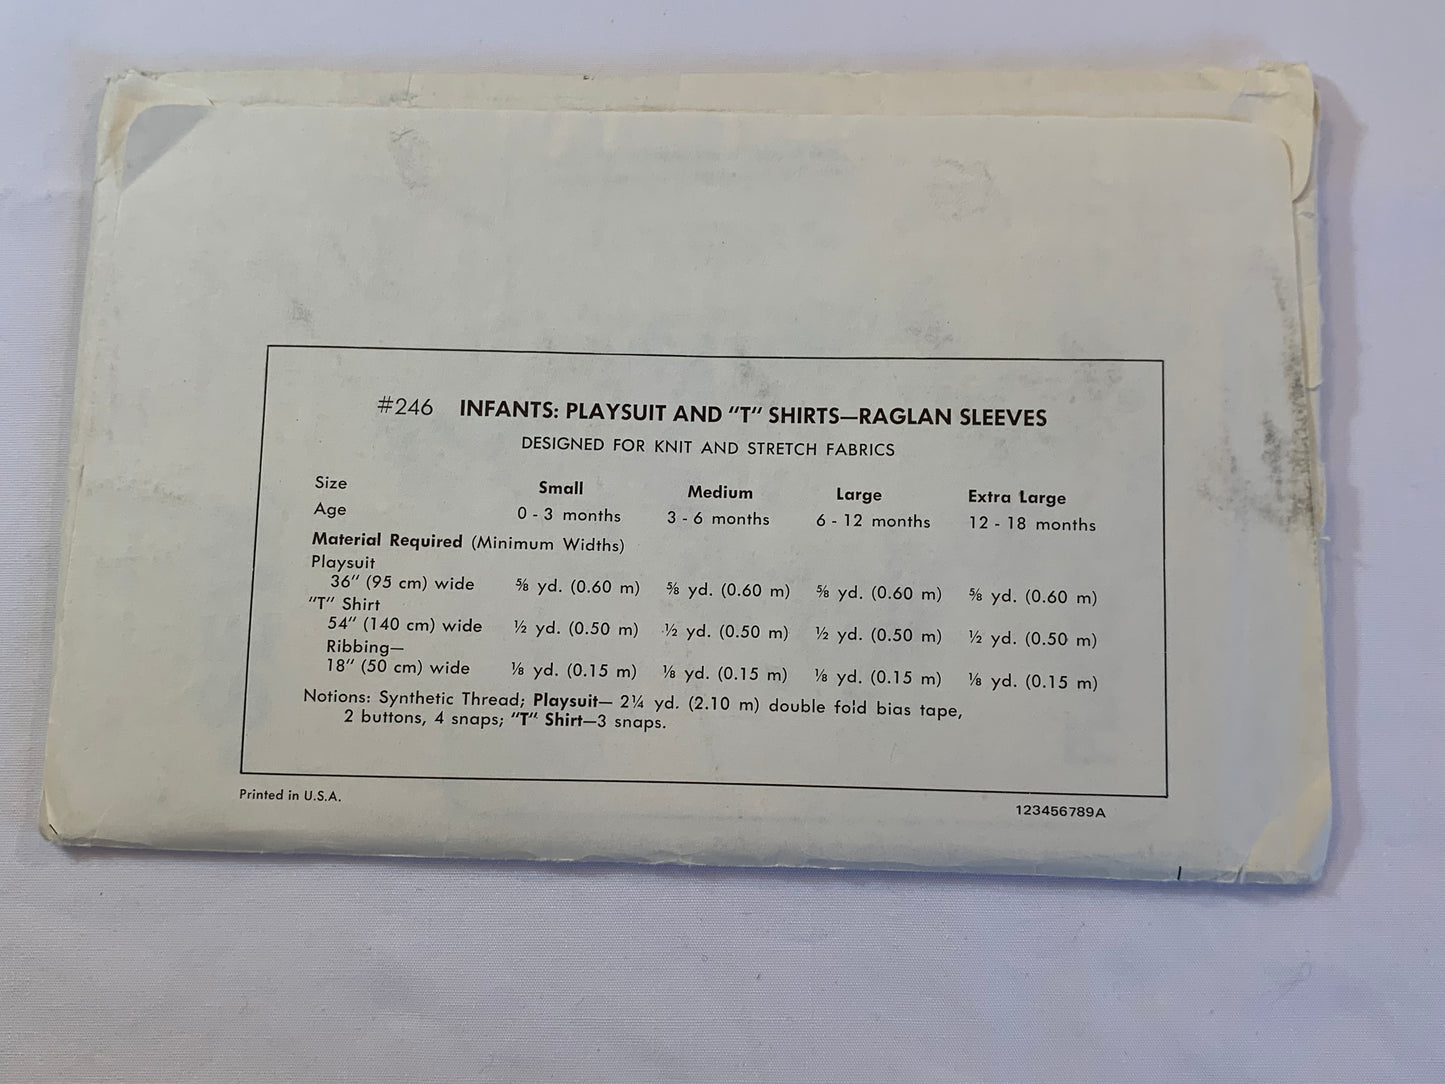 #246 INFANTS: PLAYSUIT AND "T" SHIRTS—RAGLAN SLEEVES
DESIGNED FOR KNIT AND STRETCH FABRICS
Size Small Medium Large Extra Large
Age 0 - 3 months 3 - 6 months 6 - 12 months 12 - 18 months
Material Required (Minimum Widths)
Playsuit
36" (95 cm) wide ⅝ yd. (0.60 m) ⅝ yd. (0.60 m) ⅝ yd. (0.60 m) ⅝ yd. (0.60 m)
"T" Shirt
54" (140 cm) wide ½ yd. (0.50 m) ½ yd. (0.50 m) ½ yd. (0.50 m) ½ yd. (0.50 m)
Ribbing—
18" (50 cm) wide ⅛ yd. (0.15 m) ⅛ yd. (0.15 m) ⅛ yd. (0.15 m) ⅛ yd. (0.15 m)
Notions: Synthetic Thread; Playsuit— 2¼ yd. (2.10 m) double fold bias tape,
2 buttons, 4 snaps; "T" Shirt—3 snaps.
Printed in U.S.A.
123456789A